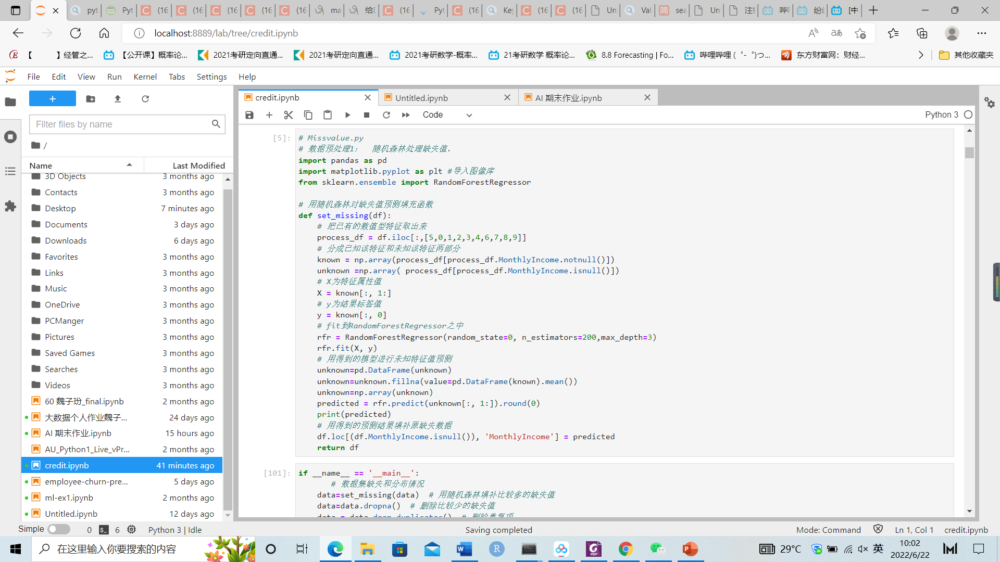 pyt
Pyt
(16
(16
(16
(16
(16
ma
给Ⅰ
(16
Pyt
(16
Key
(16
(16
Un
Val
sea
Un
注册
哔哩
纷纭
[中
localhost:8889/lab/tree/credit.ipynb
【 】经管之...
【公开课】概率论...
2021考研定向直通...
2021考研定向直通...
2021考研数学-概率...
21考研数学 概率论...
8.8 Forecasting | Fo...
哔哩哔哩 ( ゜- ゜)つ...
东方财富网：财经...
其他收藏夹
File Edit View Run Kernel Tabs Settings Help
credit.ipynb
Untitled.ipynb
AI 期末作业.ipynb
Filter files by name
Code
Python 3
/
Name Last Modified
3D Objects 3 months ago
Contacts 3 months ago
Desktop 7 minutes ago
Documents 3 days ago
Downloads 6 days ago
Favorites 3 months ago
Links 3 months ago
Music 3 months ago
OneDrive 3 months ago
PCManger 3 months ago
Pictures 3 months ago
Saved Games 3 months ago
Searches 3 months ago
Videos 3 months ago
60 魏子玢_final.ipynb 2 months ago
大数据个人作业魏子... 24 days ago
AI 期末作业.ipynb 15 hours ago
AU_Python1_Live_vPr... 2 months ago
credit.ipynb 41 minutes ago
employee-churn-pre... 5 days ago
ml-ex1.ipynb 2 months ago
Untitled.ipynb 12 days ago
[5]:
# Missvalue.py
# 数据预处理1： 随机森林处理缺失值。
import pandas as pd
import matplotlib.pyplot as plt #导入图像库
from sklearn.ensemble import RandomForestRegressor
# 用随机森林对缺失值预测填充函数
def set_missing(df):
# 把已有的数值型特征取出来
process_df = df.iloc[:,[5,0,1,2,3,4,6,7,8,9]]
# 分成已知该特征和未知该特征两部分
known = np.array(process_df[process_df.MonthlyIncome.notnull()])
unknown =np.array( process_df[process_df.MonthlyIncome.isnull()])
# X为特征属性值
X = known[:, 1:]
# y为结果标签值
y = known[:, 0]
# fit到RandomForestRegressor之中
rfr = RandomForestRegressor(random_state=0, n_estimators=200,max_depth=3)
rfr.fit(X, y)
# 用得到的模型进行未知特征值预测
unknown=pd.DataFrame(unknown)
unknown=unknown.fillna(value=pd.DataFrame(known).mean())
unknown=np.array(unknown)
predicted = rfr.predict(unknown[:, 1:]).round(0)
print(predicted)
# 用得到的预测结果填补原缺失数据
df.loc[(df.MonthlyIncome.isnull()), 'MonthlyIncome'] = predicted
return df
[101]:
if __name__ == '__main__':
# 数据集缺失和分布情况
data=set_missing(data) # 用随机森林填补比较多的缺失值
data=data.dropna() # 删除比较少的缺失值
data = data.drop_duplicates() # 删除重复项
Simple 0 6 Python 3 | Idle Saving completed Mode: Command Ln 1, Col 1 credit.ipynb
在这里输入你要搜索的内容
29°C
英
10:02
2022/6/22